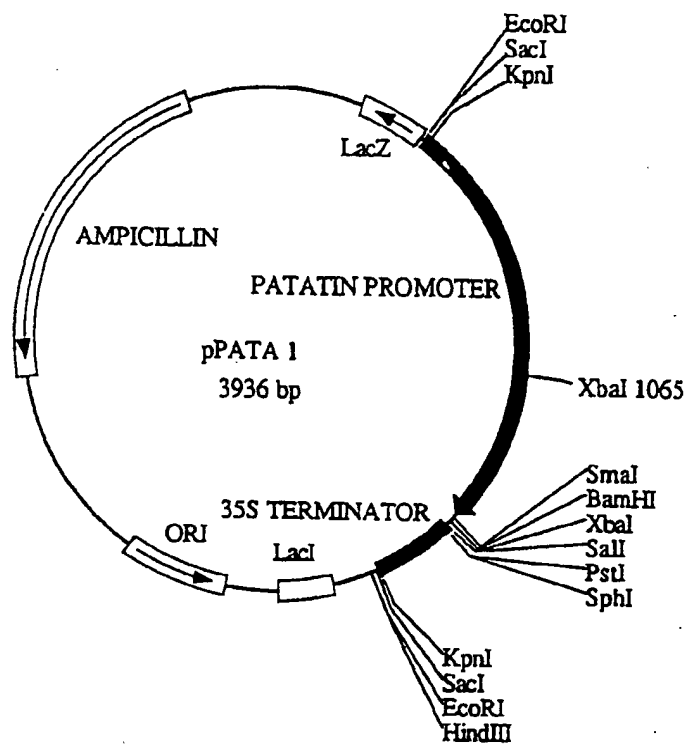 EcoRI
SacI
KpnI
LacZ
AMPICILLIN
PATATIN PROMOTER
pPATA 1
3936 bp
XbaI 1065
SmaI
BamHI
XbaI
SalI
PstI
SphI
35S TERMINATOR
ORI
LacI
KpnI
SacI
EcoRI
HindIII